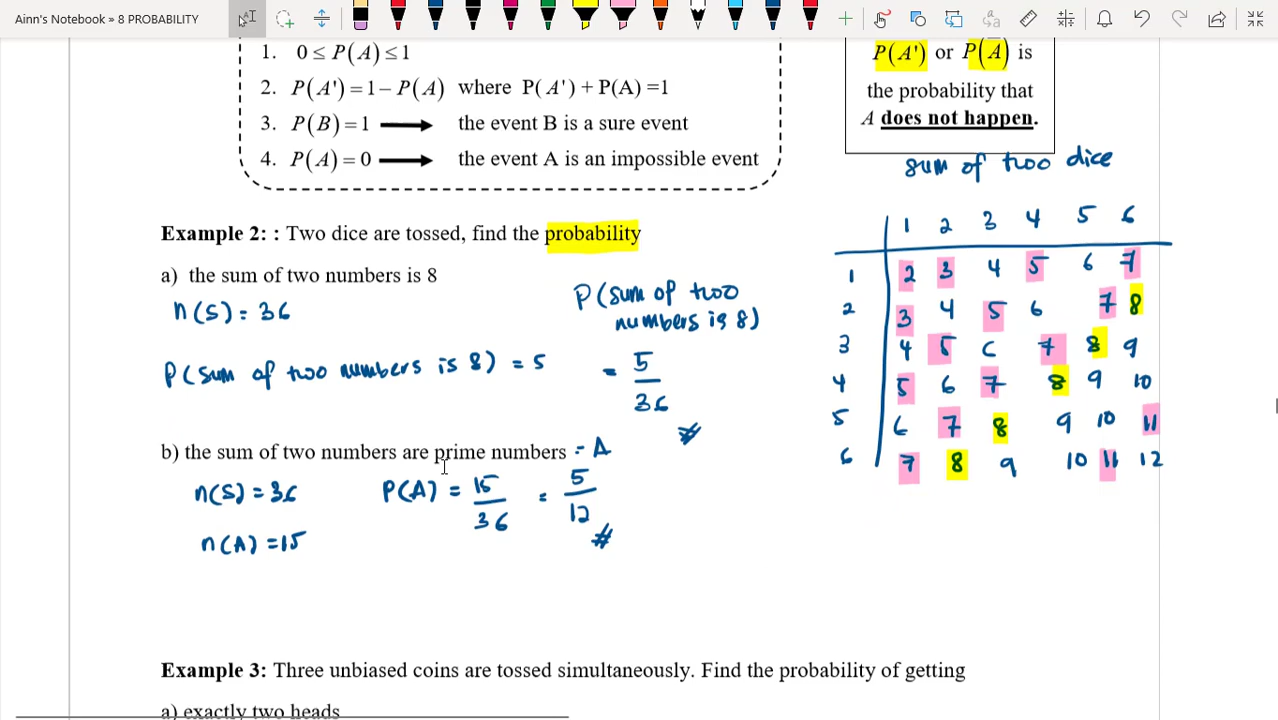 Ainn's Notebook » 8 PROBABILITY
1. 0 ≤ P(A) ≤ 1
2. P(A') = 1 − P(A) where P(A') + P(A) =1
3. P(B) = 1 ⟶ the event B is a sure event
4. P(A) = 0 ⟶ the event A is an impossible event
P(A') or P(A̅) is
the probability that
A does not happen.
sum of two dice
1 2 3 4 5 6
1 2 3 4 5 6 7
2 3 4 5 6 7 8
3 4 5 6 7 8 9
4 5 6 7 8 9 10
5 6 7 8 9 10 11
6 7 8 9 10 11 12
Example 2: : Two dice are tossed, find the probability
a) the sum of two numbers is 8
n(S) = 36
P(sum of two numbers is 8) = 5
P(sum of two
numbers is 8)
= 5/36 #
b) the sum of two numbers are prime numbers = A
n(S) = 36
P(A) = 15/36 = 5/12 #
n(A) = 15
Example 3: Three unbiased coins are tossed simultaneously. Find the probability of getting
a) exactly two heads